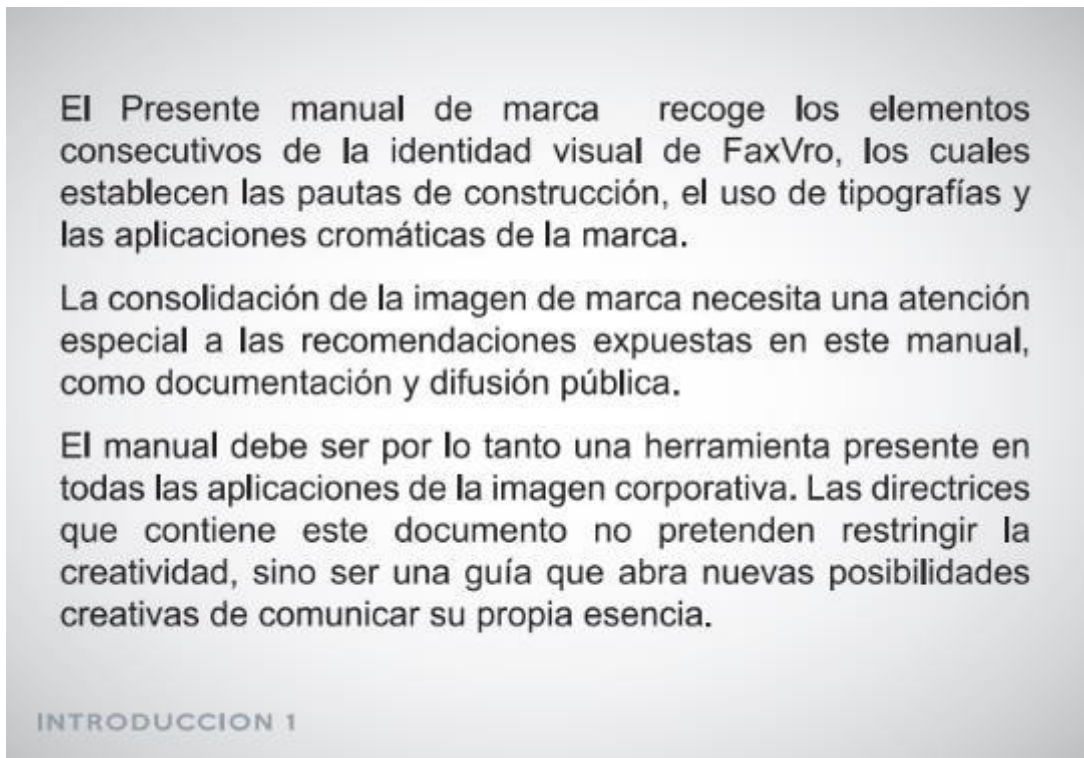 El Presente manual de marca recoge los elementos
consecutivos de la identidad visual de FaxVro, los cuales
establecen las pautas de construcción, el uso de tipografías y
las aplicaciones cromáticas de la marca.
La consolidación de la imagen de marca necesita una atención
especial a las recomendaciones expuestas en este manual,
como documentación y difusión pública.
El manual debe ser por lo tanto una herramienta presente en
todas las aplicaciones de la imagen corporativa. Las directrices
que contiene este documento no pretenden restringir la
creatividad, sino ser una guía que abra nuevas posibilidades
creativas de comunicar su propia esencia.
INTRODUCCION 1